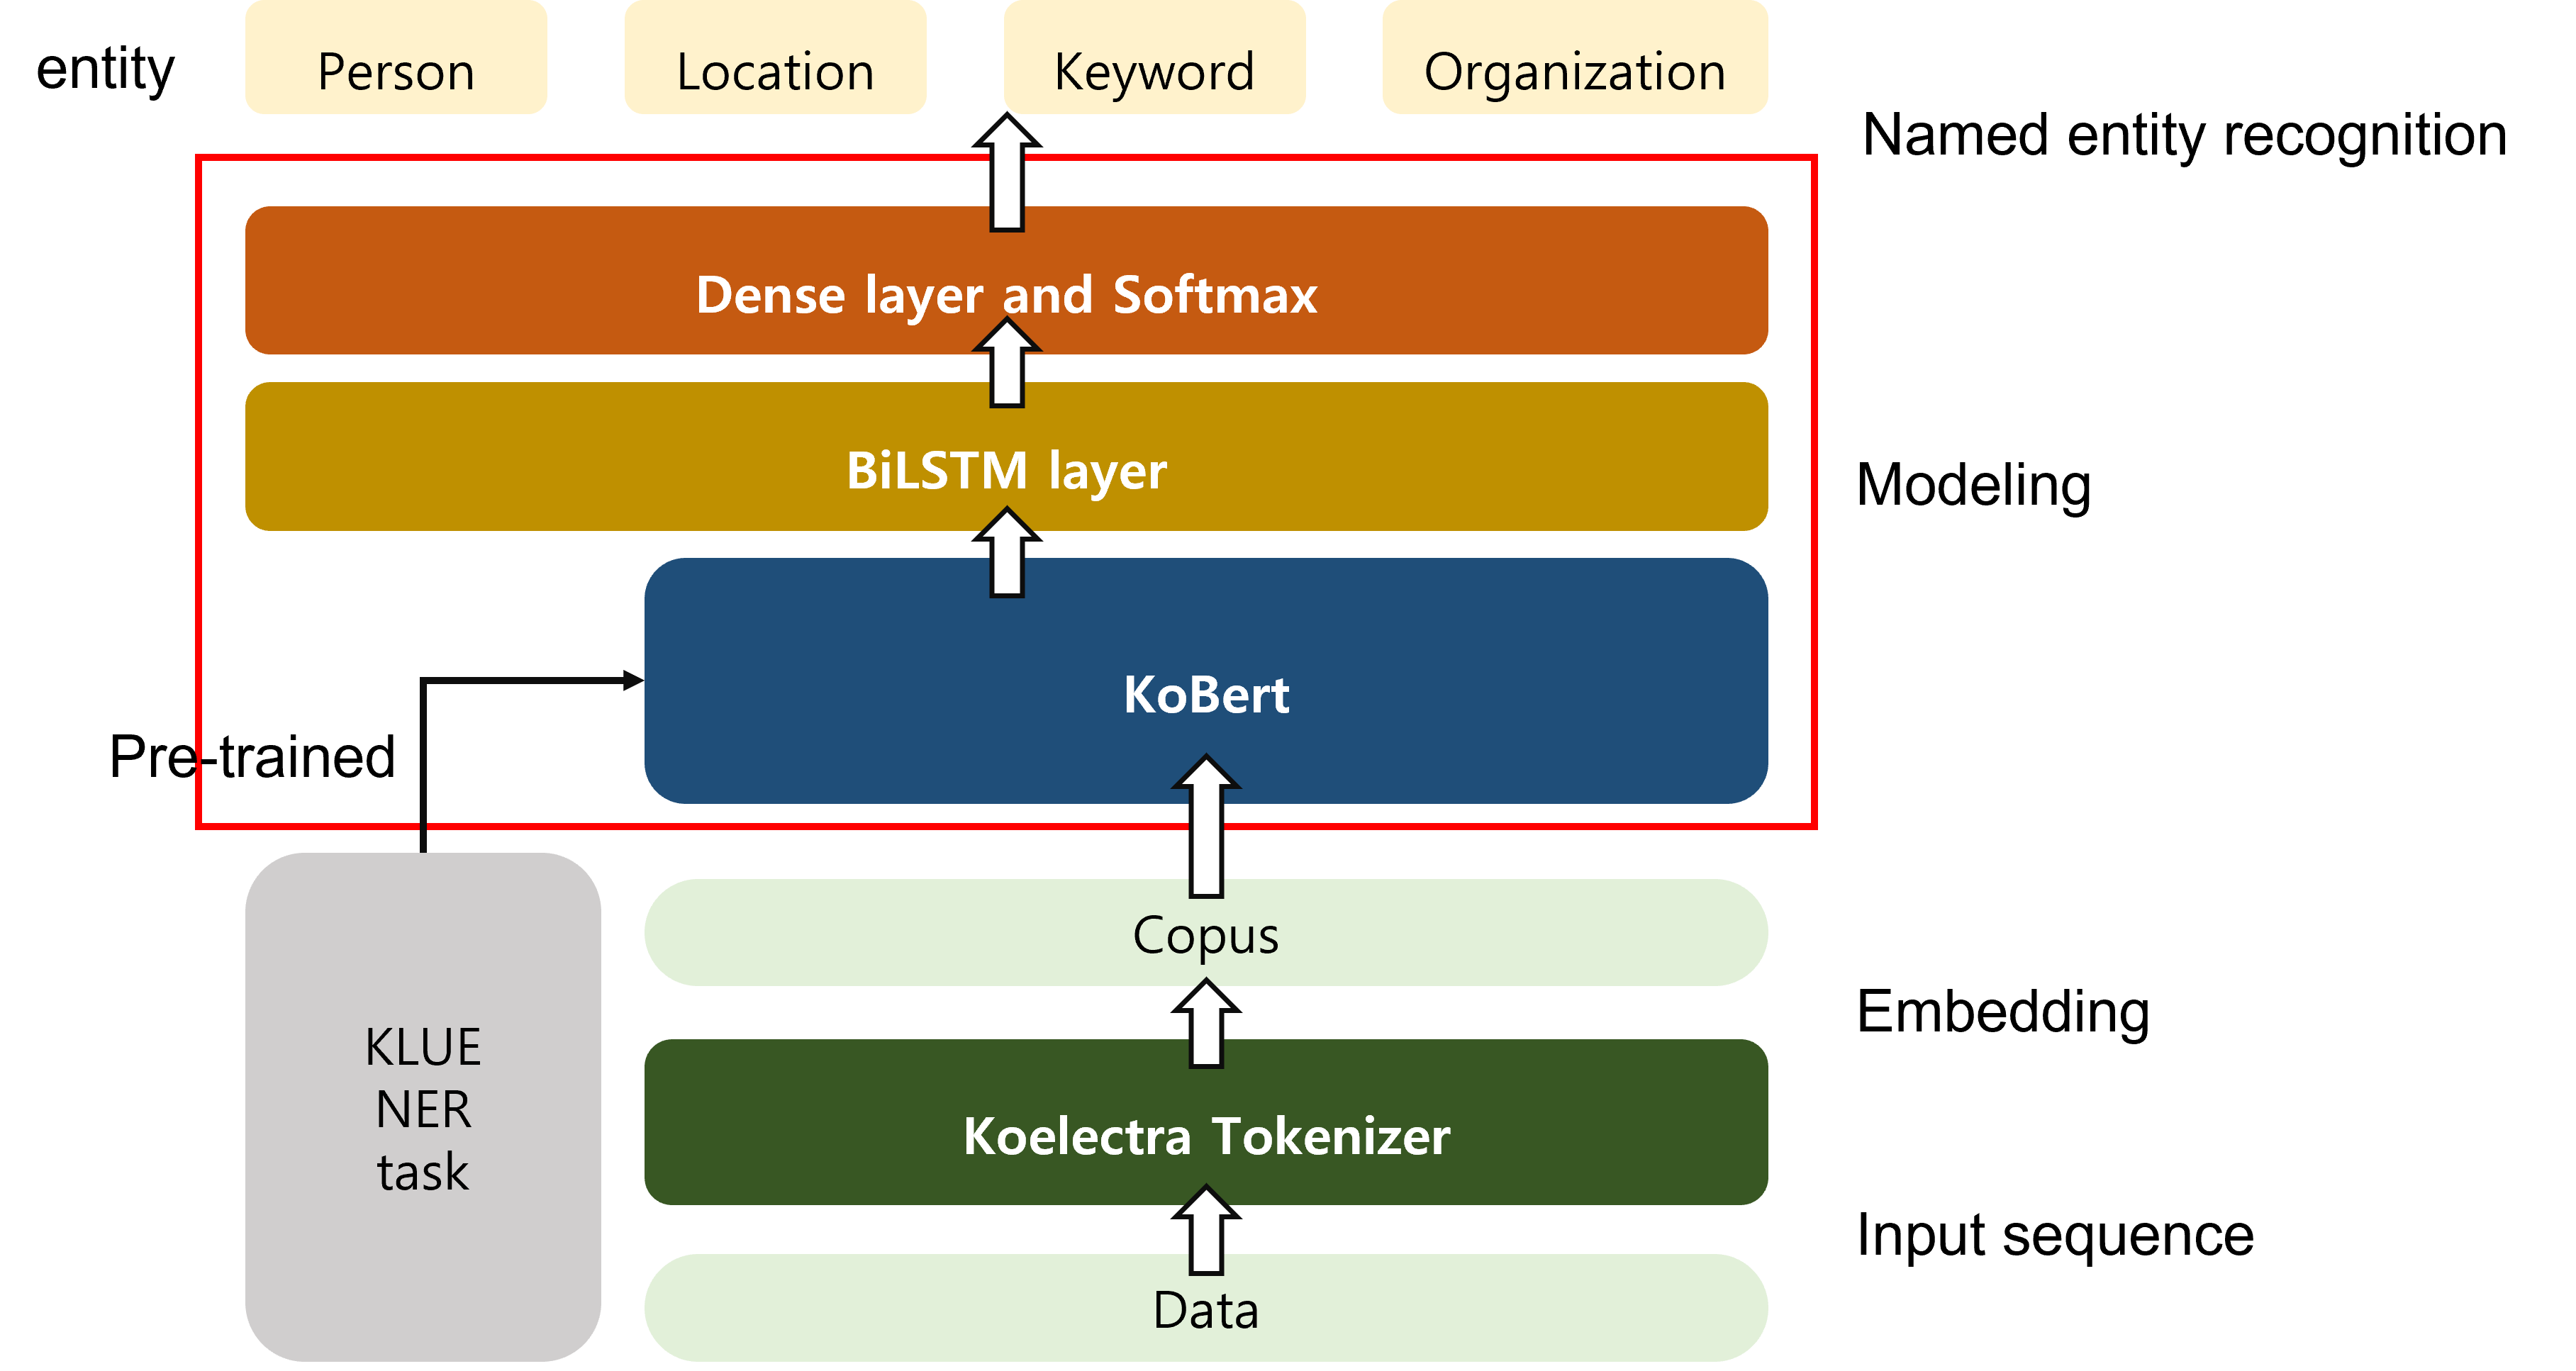 entity
Person
Location
Keyword
Organization
Named entity recognition
Dense layer and Softmax
BiLSTM layer
Modeling
KoBert
Pre-trained
Copus
Embedding
KLUE
NER
task
Koelectra Tokenizer
Input sequence
Data